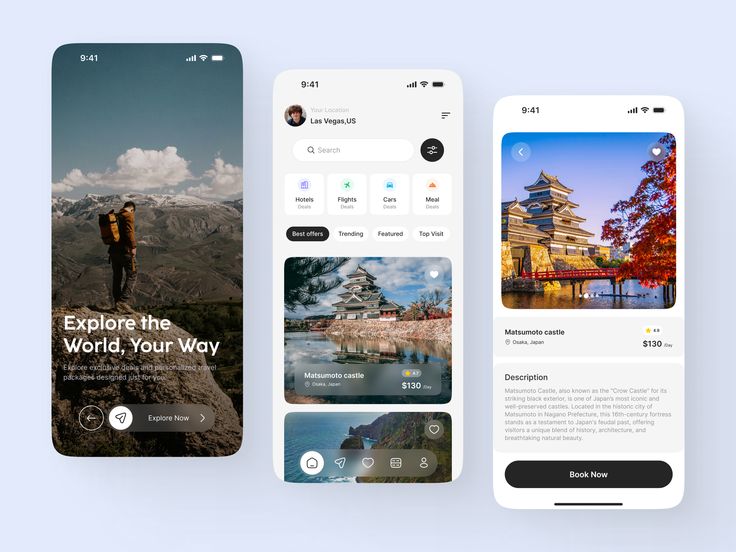 9:41
Explore the
World, Your Way
Explore exclusive deals and personalized travel
packages designed just for you.
Explore Now
9:41
Your Location
Las Vegas,US
Search
Hotels
Deals
Flights
Deals
Cars
Deals
Meal
Deals
Best offers
Trending
Featured
Top Visit
Matsumoto castle
4.7
Osaka, Japan
$130 /Day
9:41
Matsumoto castle
4.9
Osaka, Japan
$130 /Day
Description
Matsumoto Castle, also known as the "Crow Castle" for its
striking black exterior, is one of Japan's most iconic and
well-preserved castles. Located in the historic city of
Matsumoto in Nagano Prefecture, this 16th-century fortress
stands as a testament to Japan's feudal past, offering
visitors a unique blend of history, architecture, and
breathtaking natural beauty.
Book Now